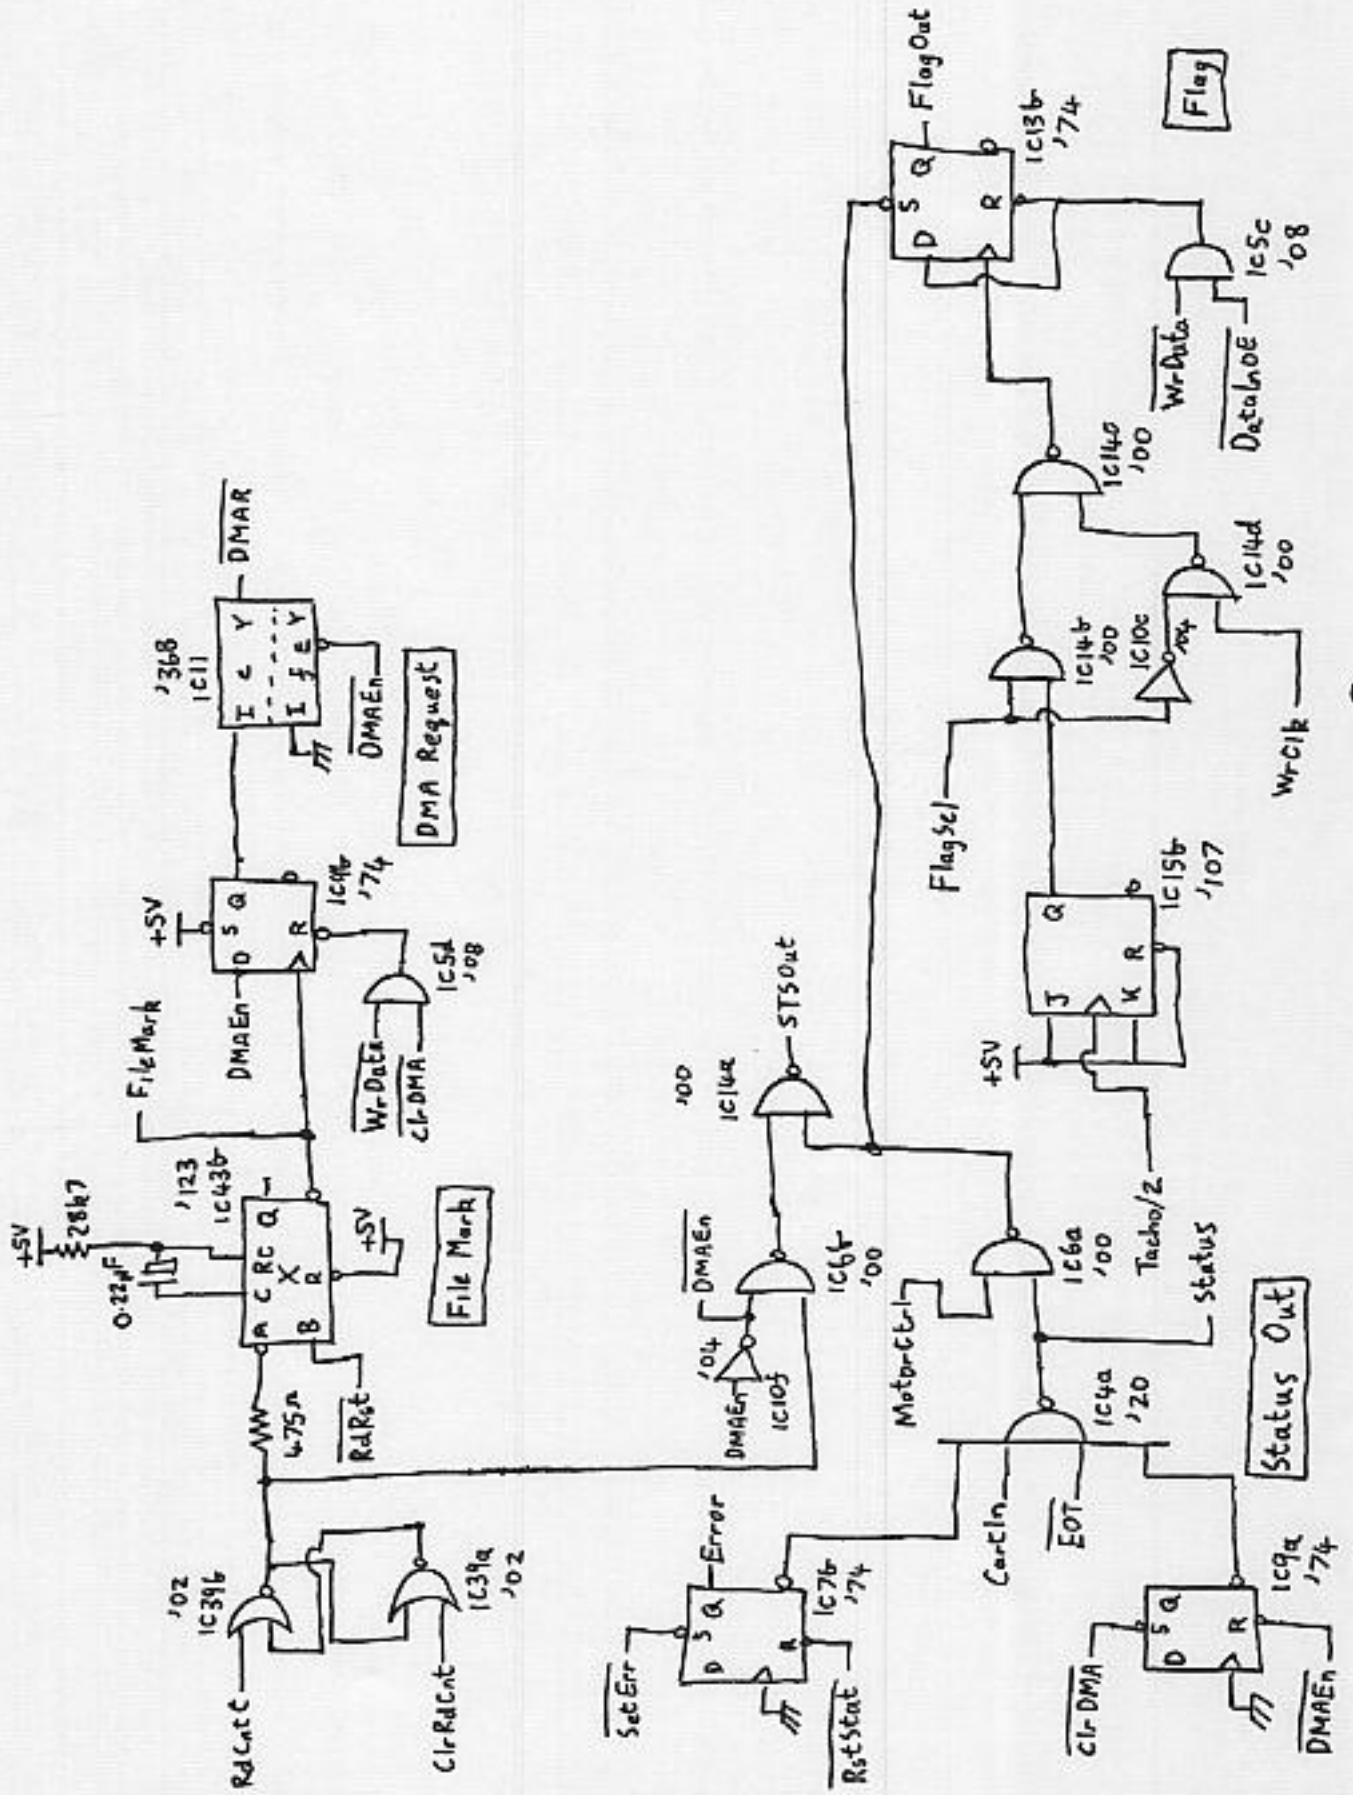 +5V
28k7
0.22µF
FileMark
'123
IC43b
C RC Q
A X
B R
+5V
File Mark
'02
IC39b
RdCntC
475Ω
RdRst
ClrRdCnt
IC39a
'02
+5V
DMAEn
D S Q
R
IC9b
'74
WrData
ClrDMA
IC5d
'08
'368
IC11
I e Y
I f E Y
DMAR
DMAEn
DMA Request
SetErr
D S Q
R
Error
IC7b
'74
RstStat
DMAEn
'04
IC10f
DMAEn
IC6b
'00
'00
IC14a
STSOut
MotorCtrl
IC6a
'00
CartIn
EOT
IC4a
'20
Status
ClrDMA
D S Q
R
IC9a
'74
DMAEn
Status Out
+5V
J Q
K R
IC15b
'107
Tacho/2
FlagSel
IC14b
'00
IC10c
'04
IC14c
'00
IC14d
'00
WrClk
D S Q
R
FlagOut
IC13b
'74
WrData
DataInOE
IC5c
'08
Flag